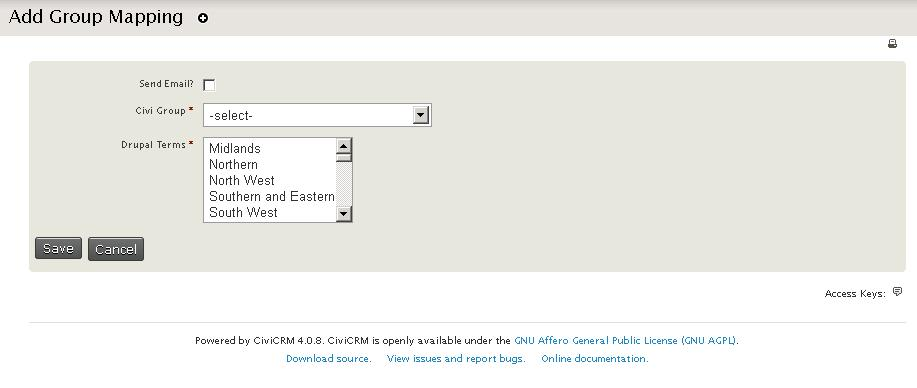 Add Group Mapping
Send Email?
Civi Group *
-select-
Drupal Terms *
Midlands
Northern
North West
Southern and Eastern
South West
Save Cancel
Access Keys:
Powered by CiviCRM 4.0.8. CiviCRM is openly available under the GNU Affero General Public License (GNU AGPL).
Download source. View issues and report bugs. Online documentation.